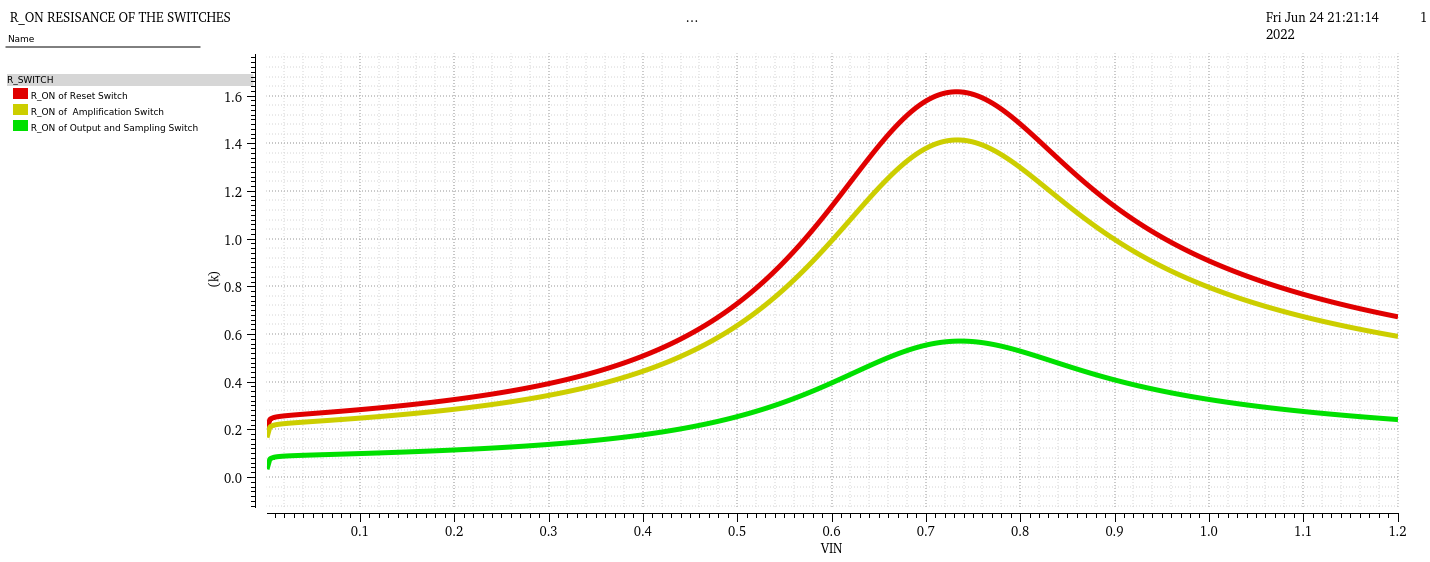 R_ON RESISANCE OF THE SWITCHES
...
Fri Jun 24 21:21:14
2022
1
Name
R_SWITCH
R_ON of Reset Switch
R_ON of  Amplification Switch
R_ON of Output and Sampling Switch
(k)
1.6
1.4
1.2
1.0
0.8
0.6
0.4
0.2
0.0
0.1 0.2 0.3 0.4 0.5 0.6 0.7 0.8 0.9 1.0 1.1 1.2
VIN